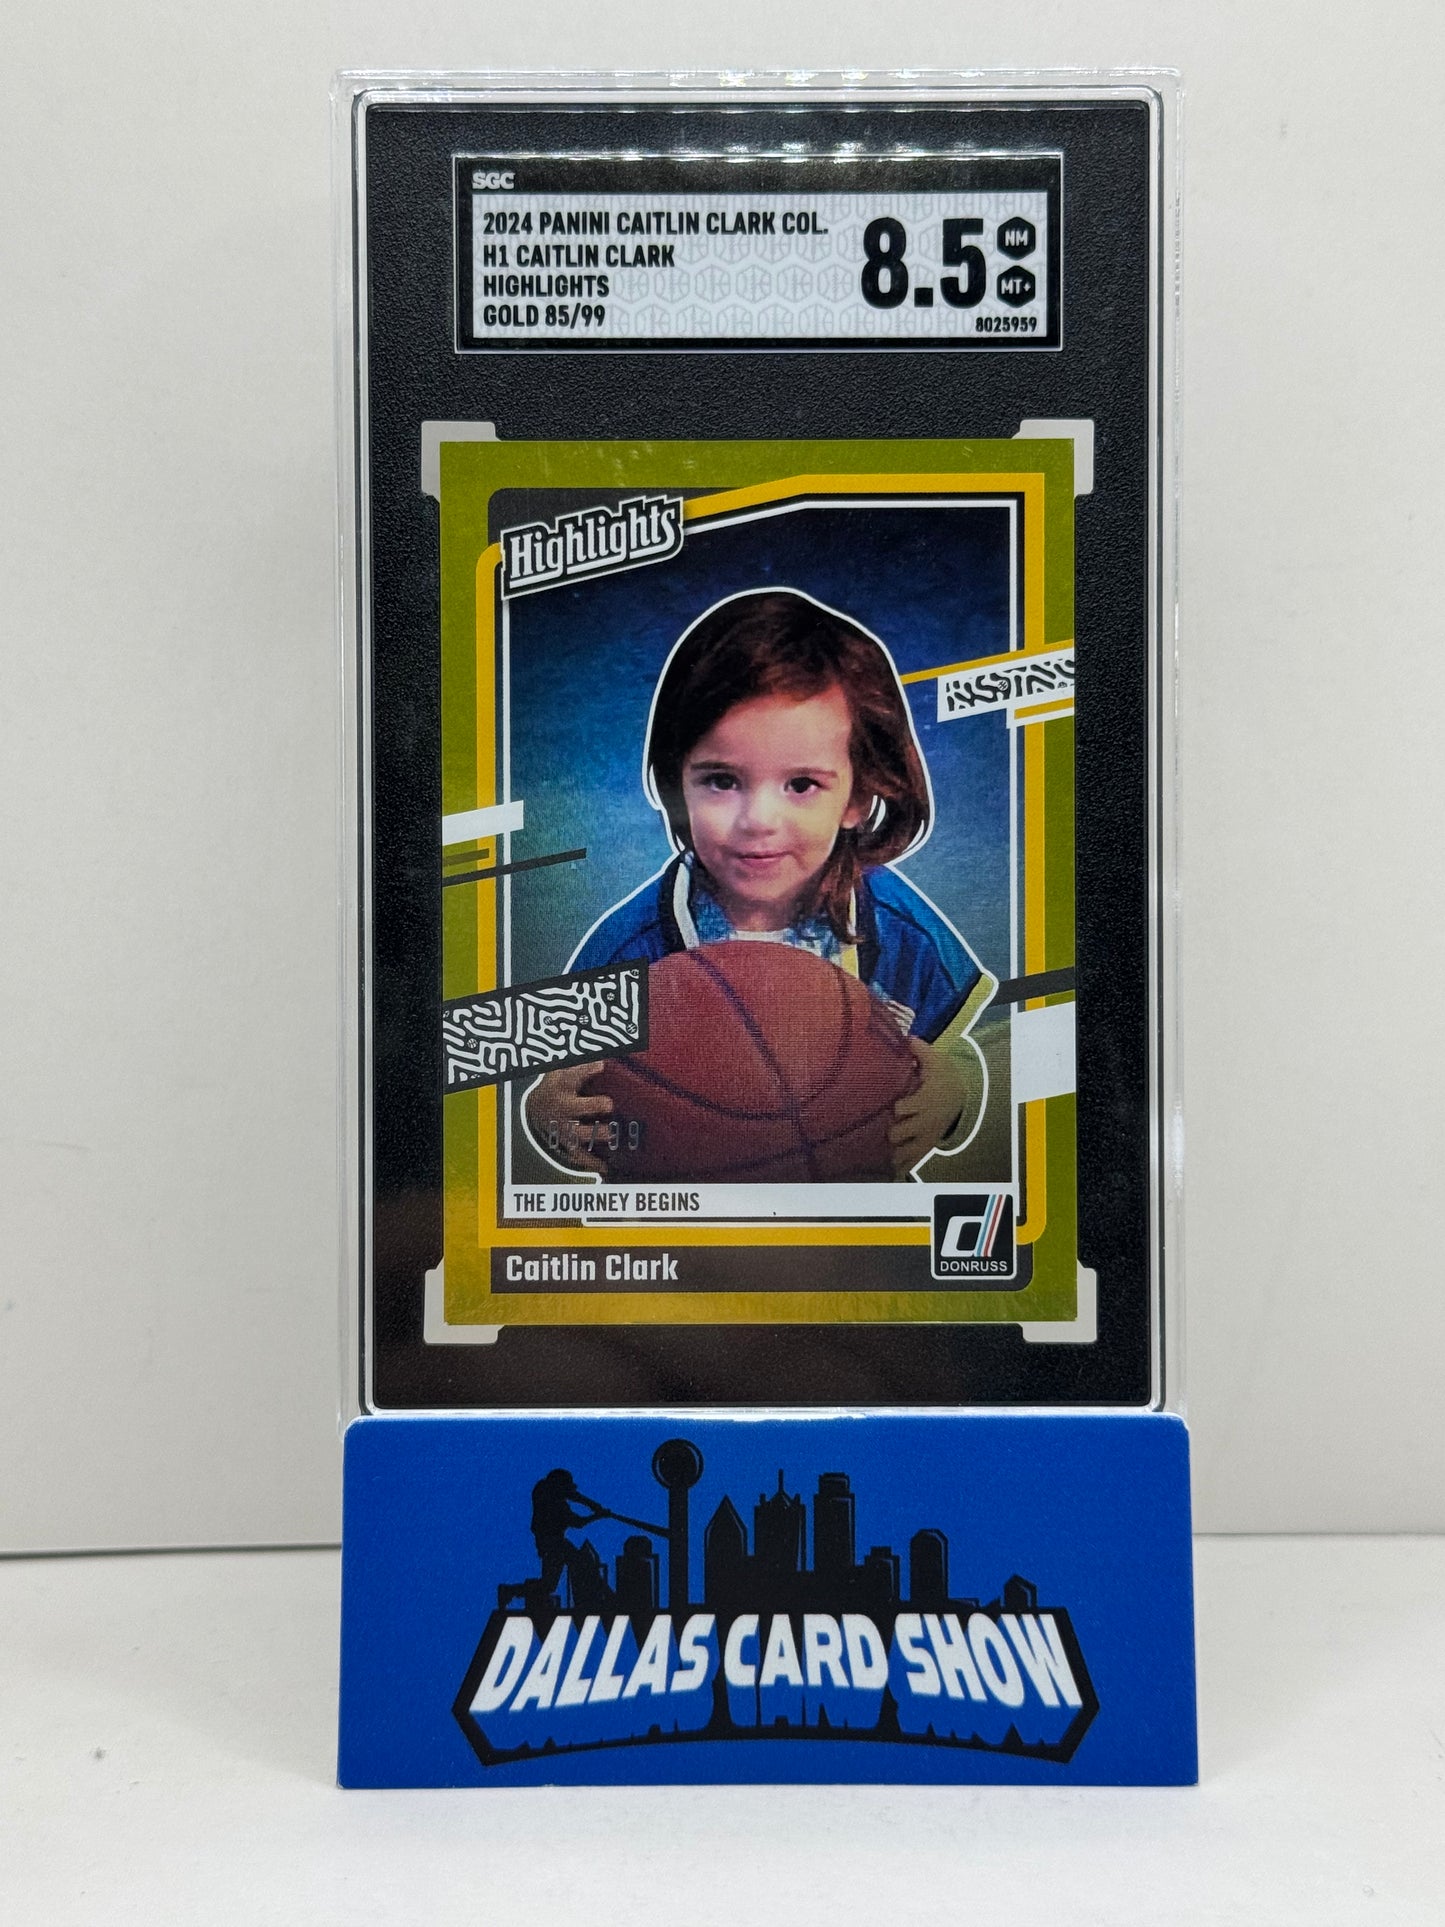 SGC
2024 PANINI CAITLIN CLARK COL.
H1 CAITLIN CLARK
HIGHLIGHTS
GOLD 85/99
8.5
NM
MT+
8025959
Highlights
85/99
THE JOURNEY BEGINS
Caitlin Clark
d
DONRUSS
DALLAS CARD SHOW